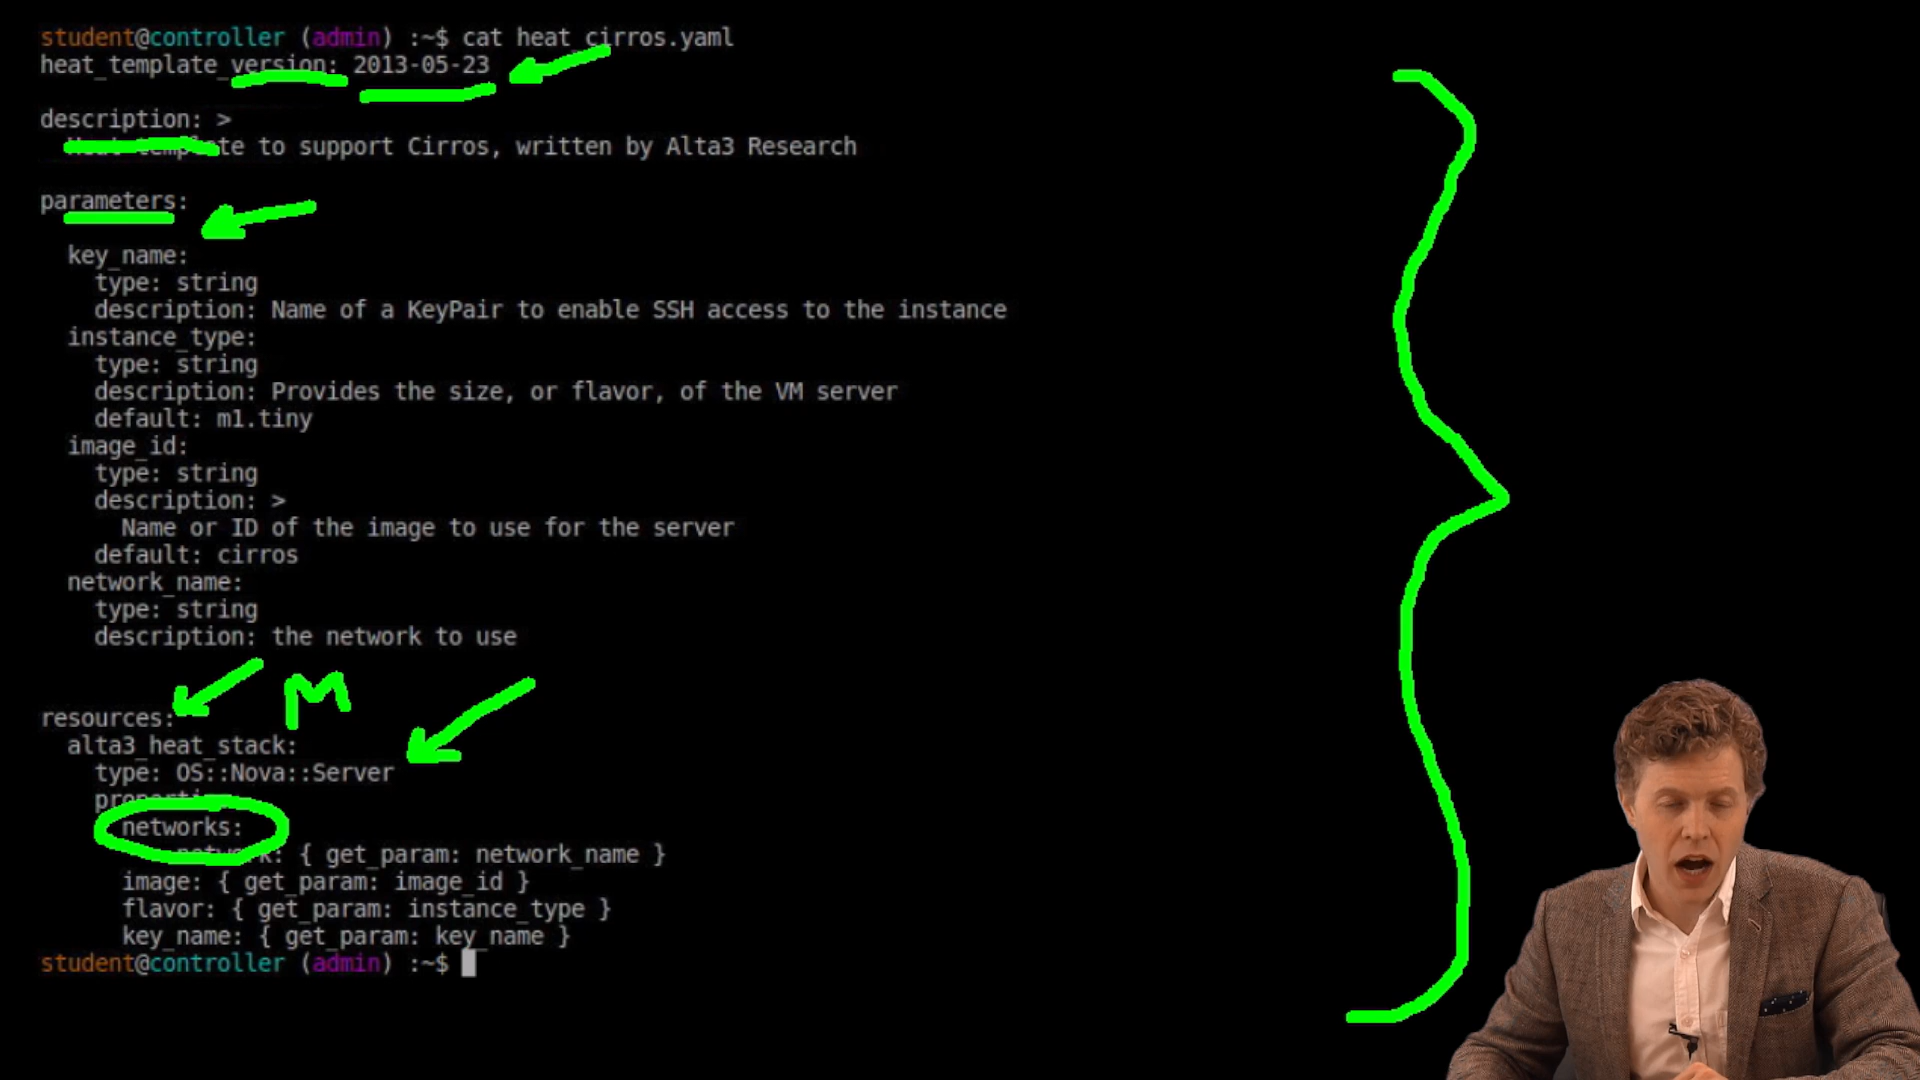 student@controller (admin) :~$ cat heat_cirros.yaml
heat_template_version: 2013-05-23
description: >
Heat template to support Cirros, written by Alta3 Research
parameters:
key_name:
type: string
description: Name of a KeyPair to enable SSH access to the instance
instance_type:
type: string
description: Provides the size, or flavor, of the VM server
default: m1.tiny
image_id:
type: string
description: >
Name or ID of the image to use for the server
default: cirros
network_name:
type: string
description: the network to use
M
resources:
alta3_heat_stack:
type: OS::Nova::Server
networks:
network: { get_param: network_name }
image: { get_param: image_id }
flavor: { get_param: instance_type }
key_name: { get_param: key_name }
student@controller (admin) :~$